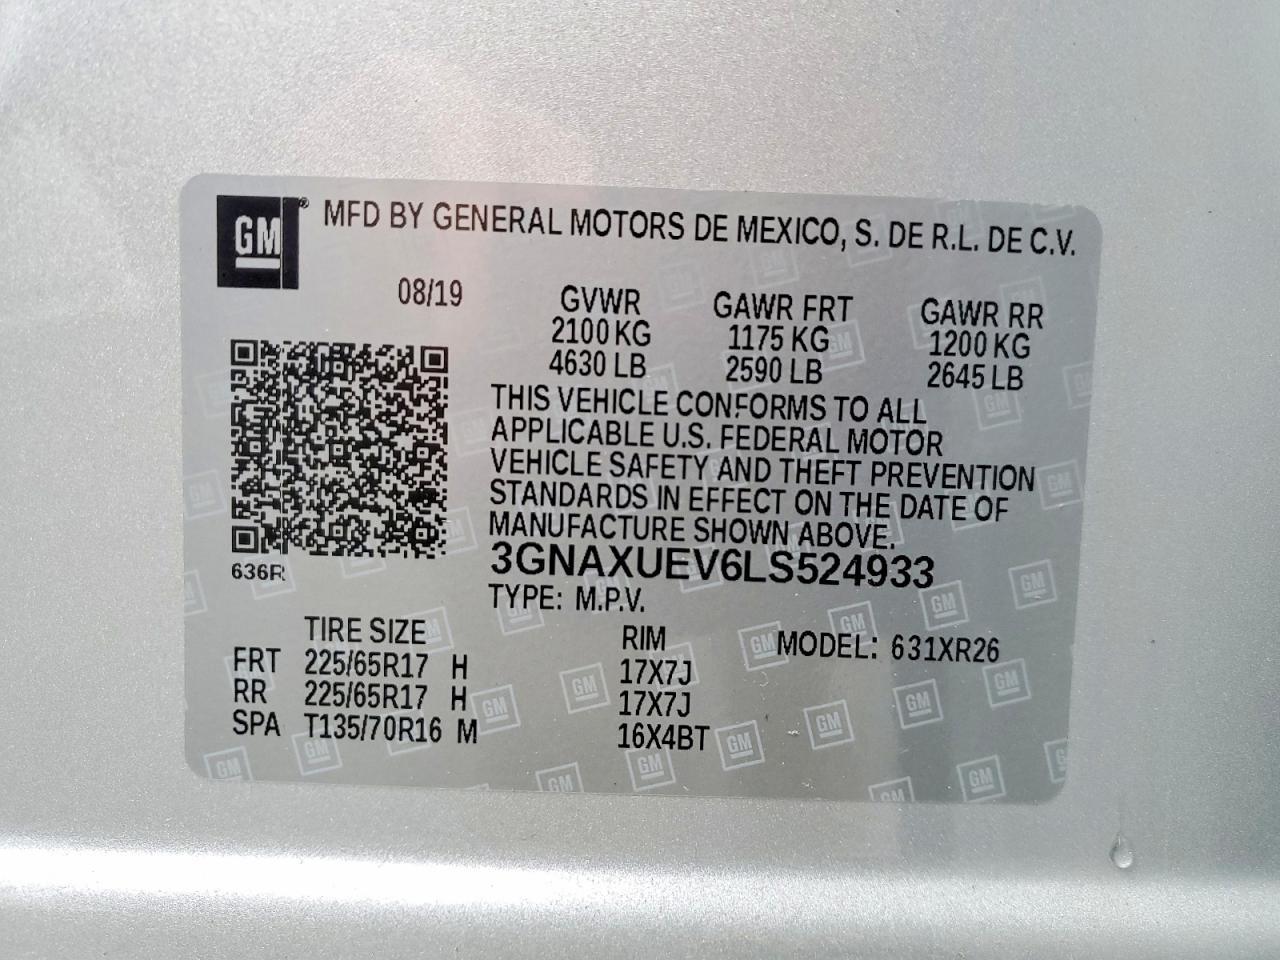 GM® MFD BY GENERAL MOTORS DE MEXICO, S. DE R.L. DE C.V.
08/19 GVWR GAWR FRT GAWR RR
2100 KG 1175 KG 1200 KG
4630 LB 2590 LB 2645 LB
THIS VEHICLE CONFORMS TO ALL
APPLICABLE U.S. FEDERAL MOTOR
VEHICLE SAFETY AND THEFT PREVENTION
STANDARDS IN EFFECT ON THE DATE OF
MANUFACTURE SHOWN ABOVE.
3GNAXUEV6LS524933
636R
TYPE: M.P.V.
TIRE SIZE RIM MODEL: 631XR26
FRT 225/65R17 H 17X7J
RR 225/65R17 H 17X7J
SPA T135/70R16 M 16X4BT